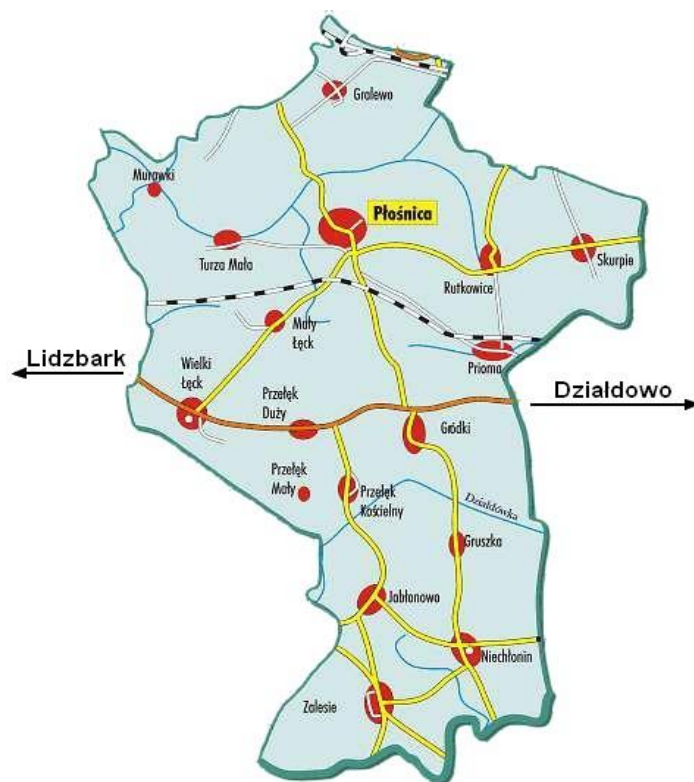 Gralewo
Murawki
Płośnica
Turza Mała
Skurpie
Rutkowice
Mały
Łęck
Lidzbark
Wielki
Łęck
Prioma
Działdowo
Przełęk
Duży
Gródki
Przełęk
Mały
Przełęk
Kościelny
Działdówka
Gruszka
Jabłonowo
Niechłonin
Zalesie